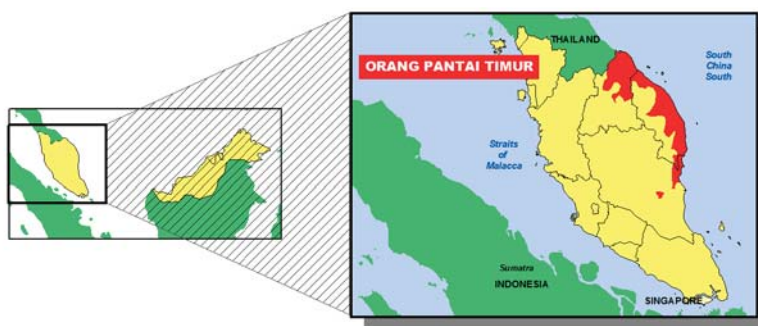 THAILAND
ORANG PANTAI TIMUR
South
China
South
Straits
of
Malacca
Sumatra
INDONESIA
SINGAPORE